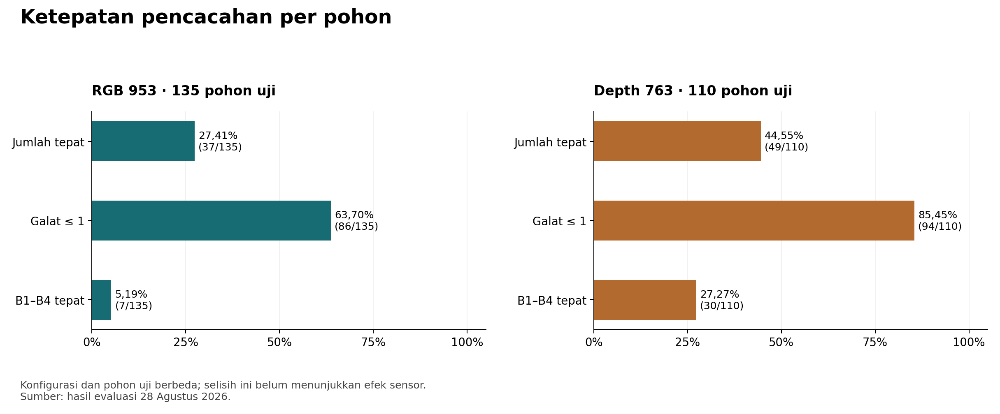 Ketepatan pencacahan per pohon
RGB 953 · 135 pohon uji
Jumlah tepat
27,41%
(37/135)
Galat ≤ 1
63,70%
(86/135)
B1–B4 tepat
5,19%
(7/135)
0% 25% 50% 75% 100%
Depth 763 · 110 pohon uji
Jumlah tepat
44,55%
(49/110)
Galat ≤ 1
85,45%
(94/110)
B1–B4 tepat
27,27%
(30/110)
0% 25% 50% 75% 100%
Konfigurasi dan pohon uji berbeda; selisih ini belum menunjukkan efek sensor.
Sumber: hasil evaluasi 28 Agustus 2026.